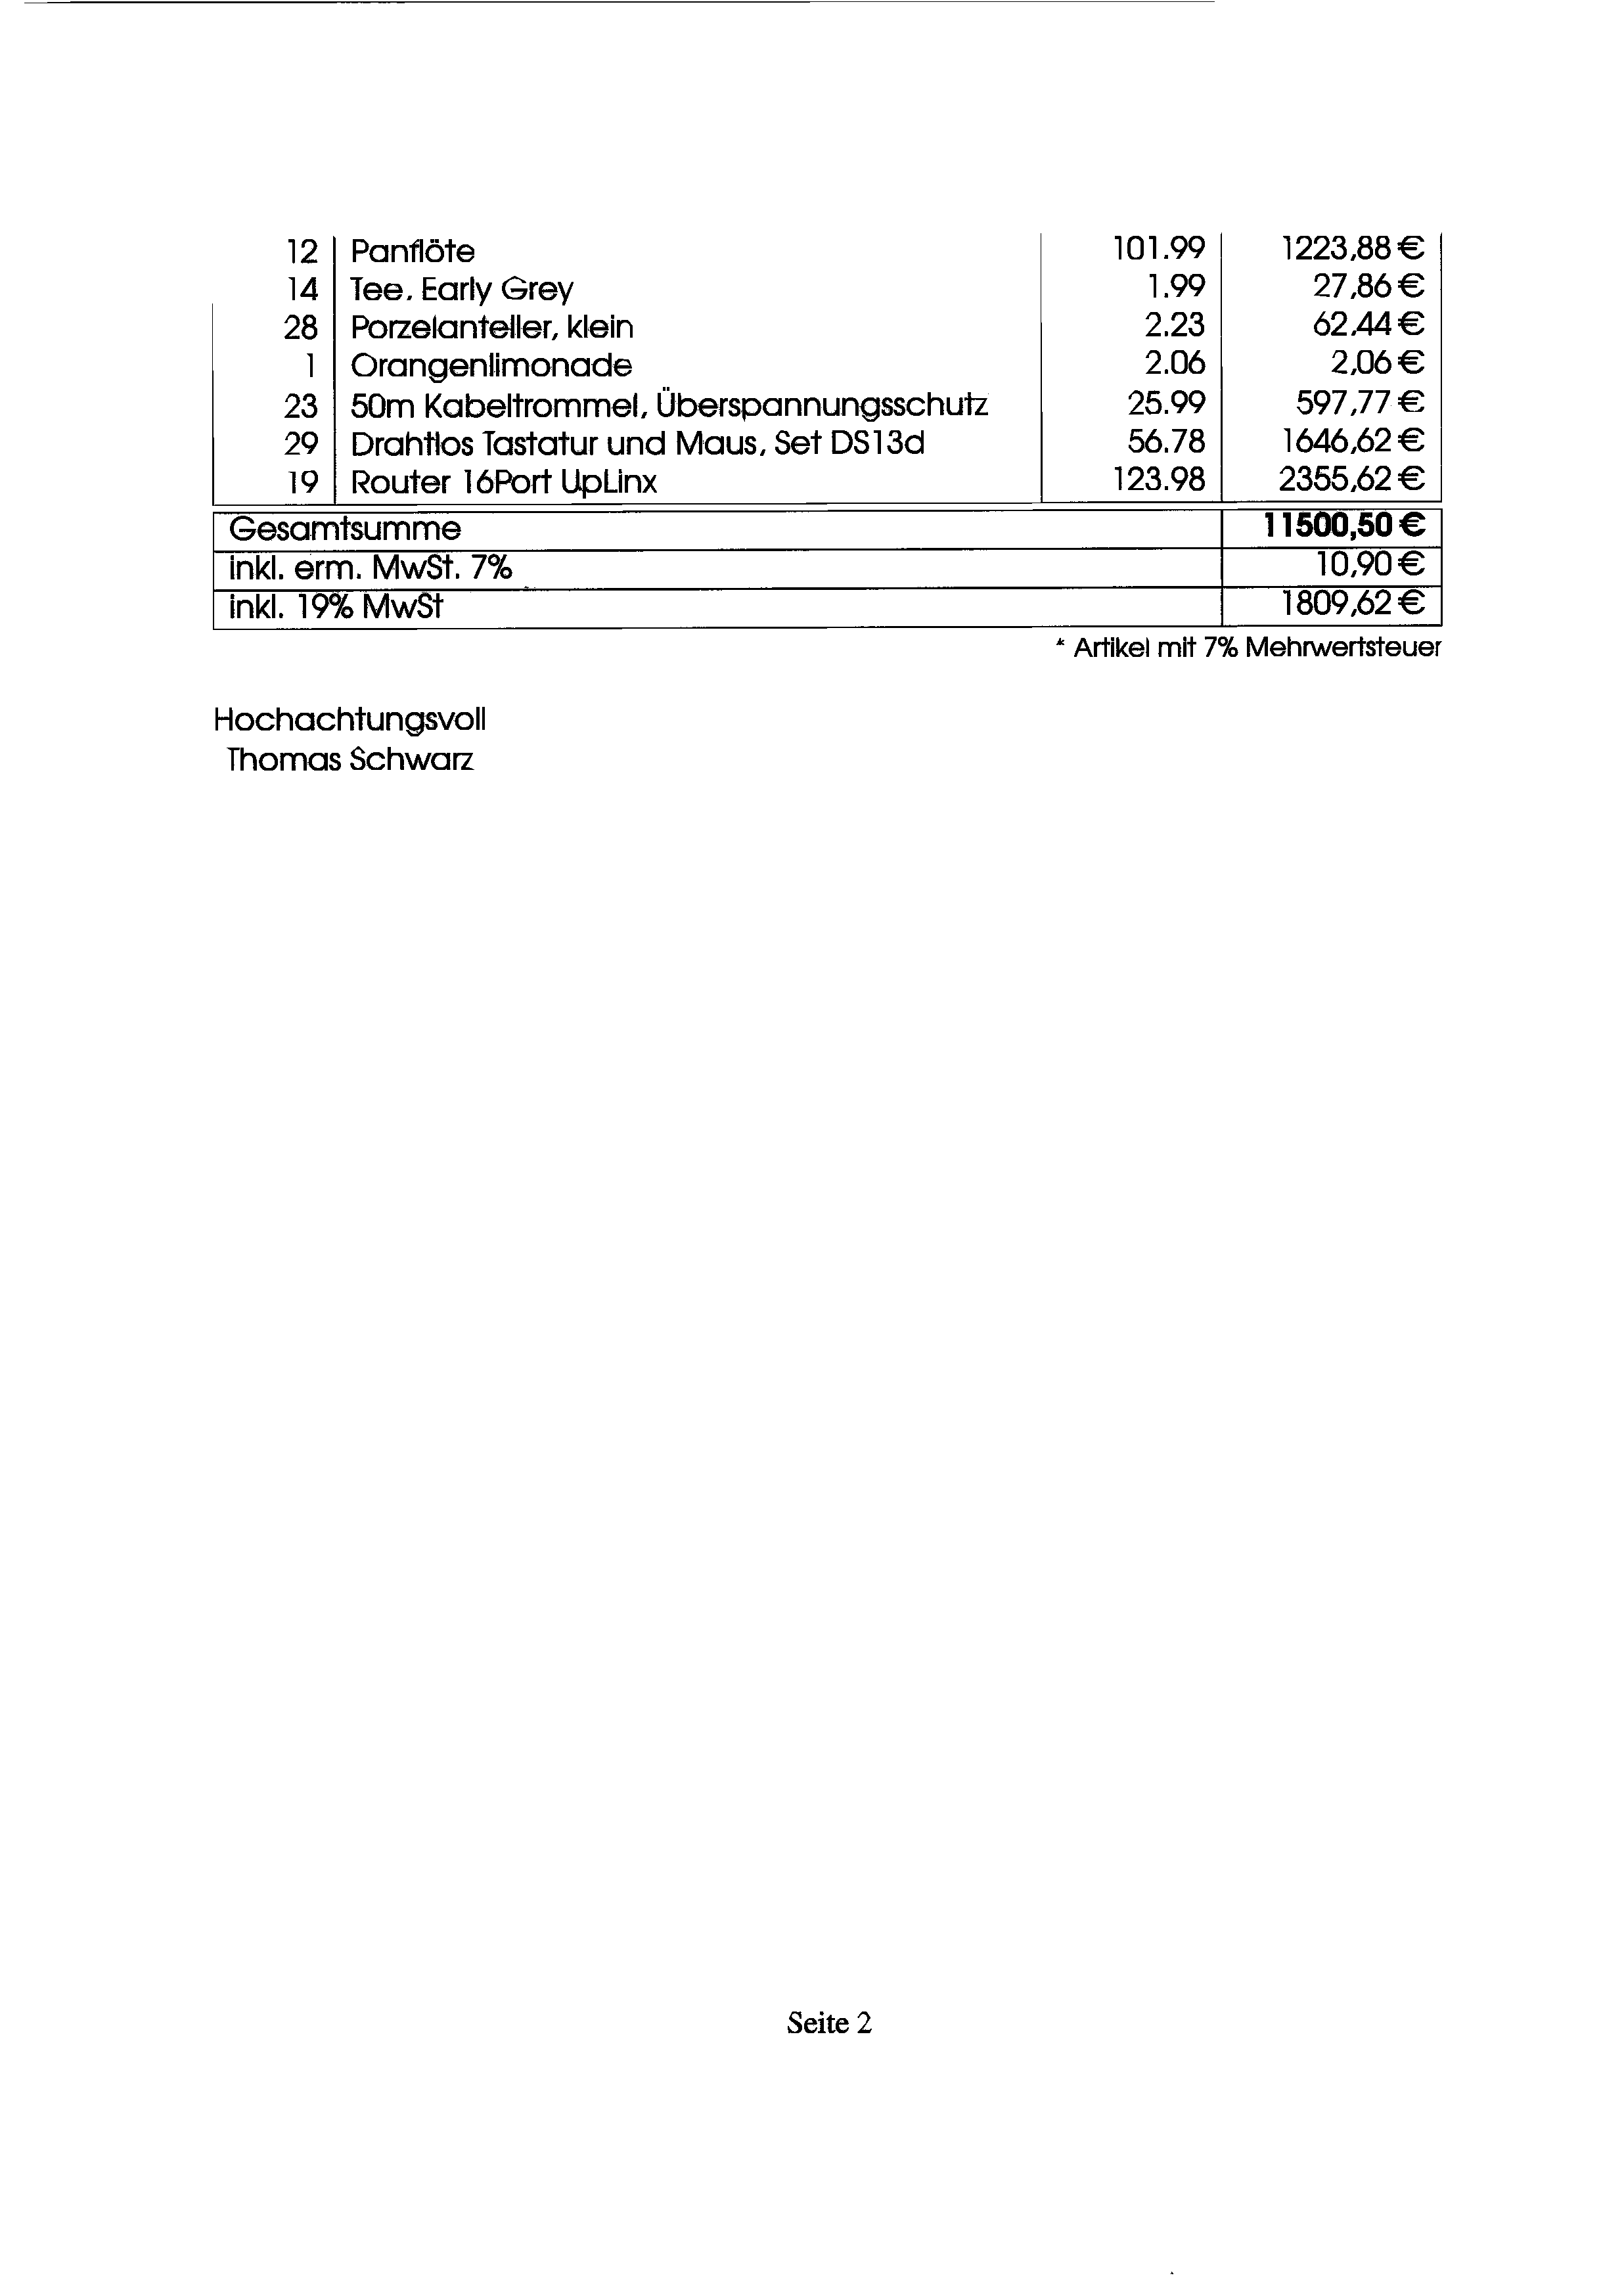 12 Panflöte 101.99 1223,88 €
14 Tee, Early Grey 1.99 27,86 €
28 Porzelanteller, klein 2.23 62,44 €
1 Orangenlimonade 2.06 2,06 €
23 50m Kabeltrommel, Überspannungsschutz 25.99 597,77 €
29 Drahtlos Tastatur und Maus, Set DS13d 56.78 1646,62 €
19 Router 16Port UpLinx 123.98 2355,62 €
Gesamtsumme 11500,50 €
inkl. erm. MwSt. 7% 10,90 €
inkl. 19% MwSt 1809,62 €
* Artikel mit 7% Mehrwertsteuer
Hochachtungsvoll
Thomas Schwarz
Seite 2